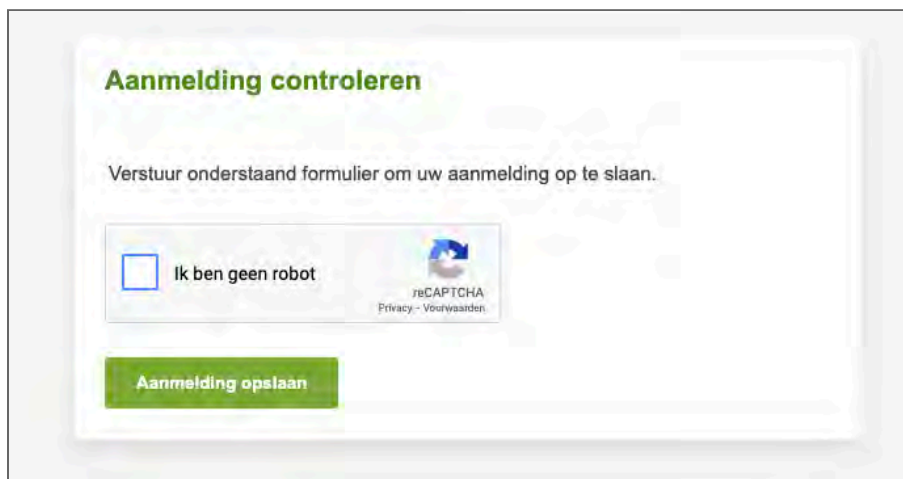 Aanmelding controleren
Verstuur onderstaand formulier om uw aanmelding op te slaan.
Ik ben geen robot
reCAPTCHA
Privacy - Voorwaarden
Aanmelding opslaan